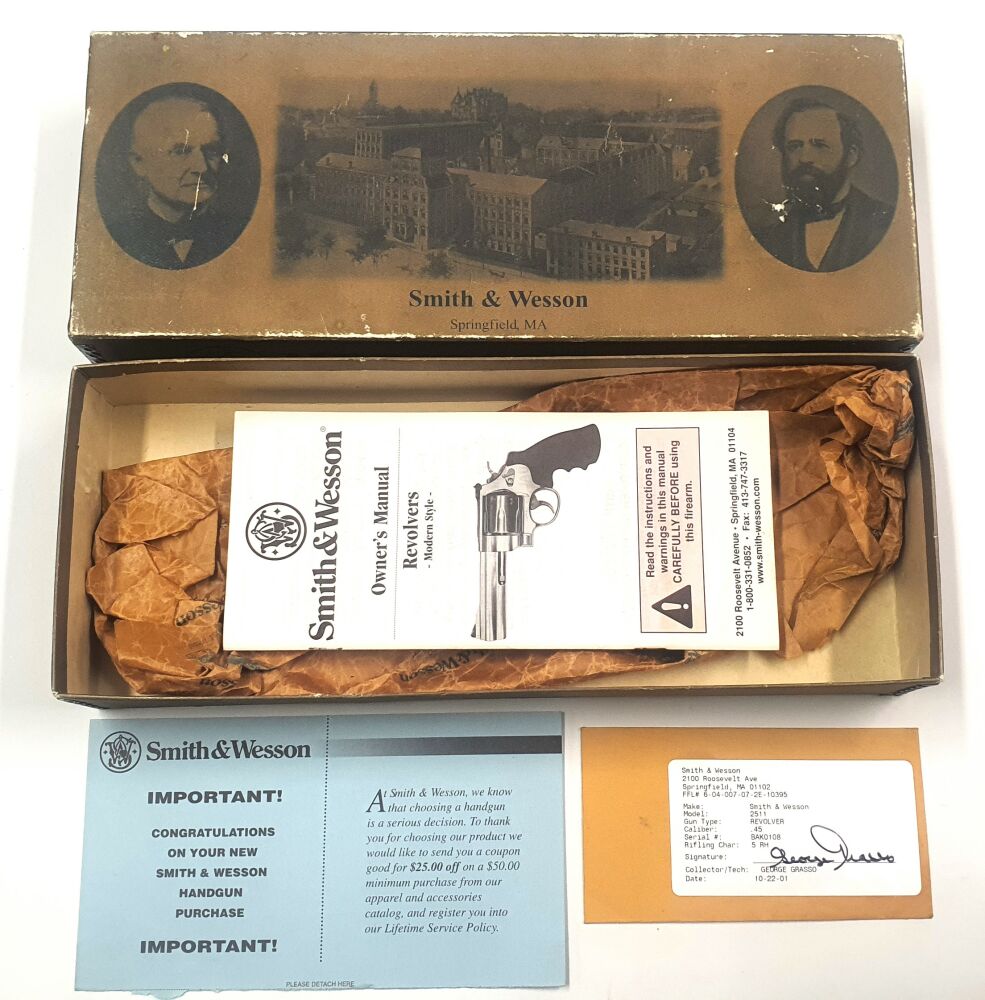 Smith & Wesson
Springfield, MA
Smith&Wesson®
Owner's Manual
Revolvers
- Modern Style -
Read the instructions and
warnings in this manual
CAREFULLY BEFORE using
this firearm.
2100 Roosevelt Avenue • Springfield, MA 01104
1-800-331-0852 • Fax: 413-747-3317
www.smith-wesson.com
& Wesson
Smith&Wesson
IMPORTANT!
CONGRATULATIONS
ON YOUR NEW
SMITH & WESSON
HANDGUN
PURCHASE
IMPORTANT!
At Smith & Wesson, we know
that choosing a handgun
is a serious decision. To thank
you for choosing our product we
would like to send you a coupon
good for $25.00 off on a $50.00
minimum purchase from our
apparel and accessories
catalog, and register you into
our Lifetime Service Policy.
PLEASE DETACH HERE
Smith & Wesson
2100 Roosevelt Ave
Springfield, MA 01102
FFL# 6-04-007-07-2E-10395
Make: Smith & Wesson
Model: 2511
Gun Type: REVOLVER
Caliber: .45
Serial #: BAK0108
Rifling Char: 5 RH
Signature: George Grasso
Collector/Tech: GEORGE GRASSO
Date: 10-22-01